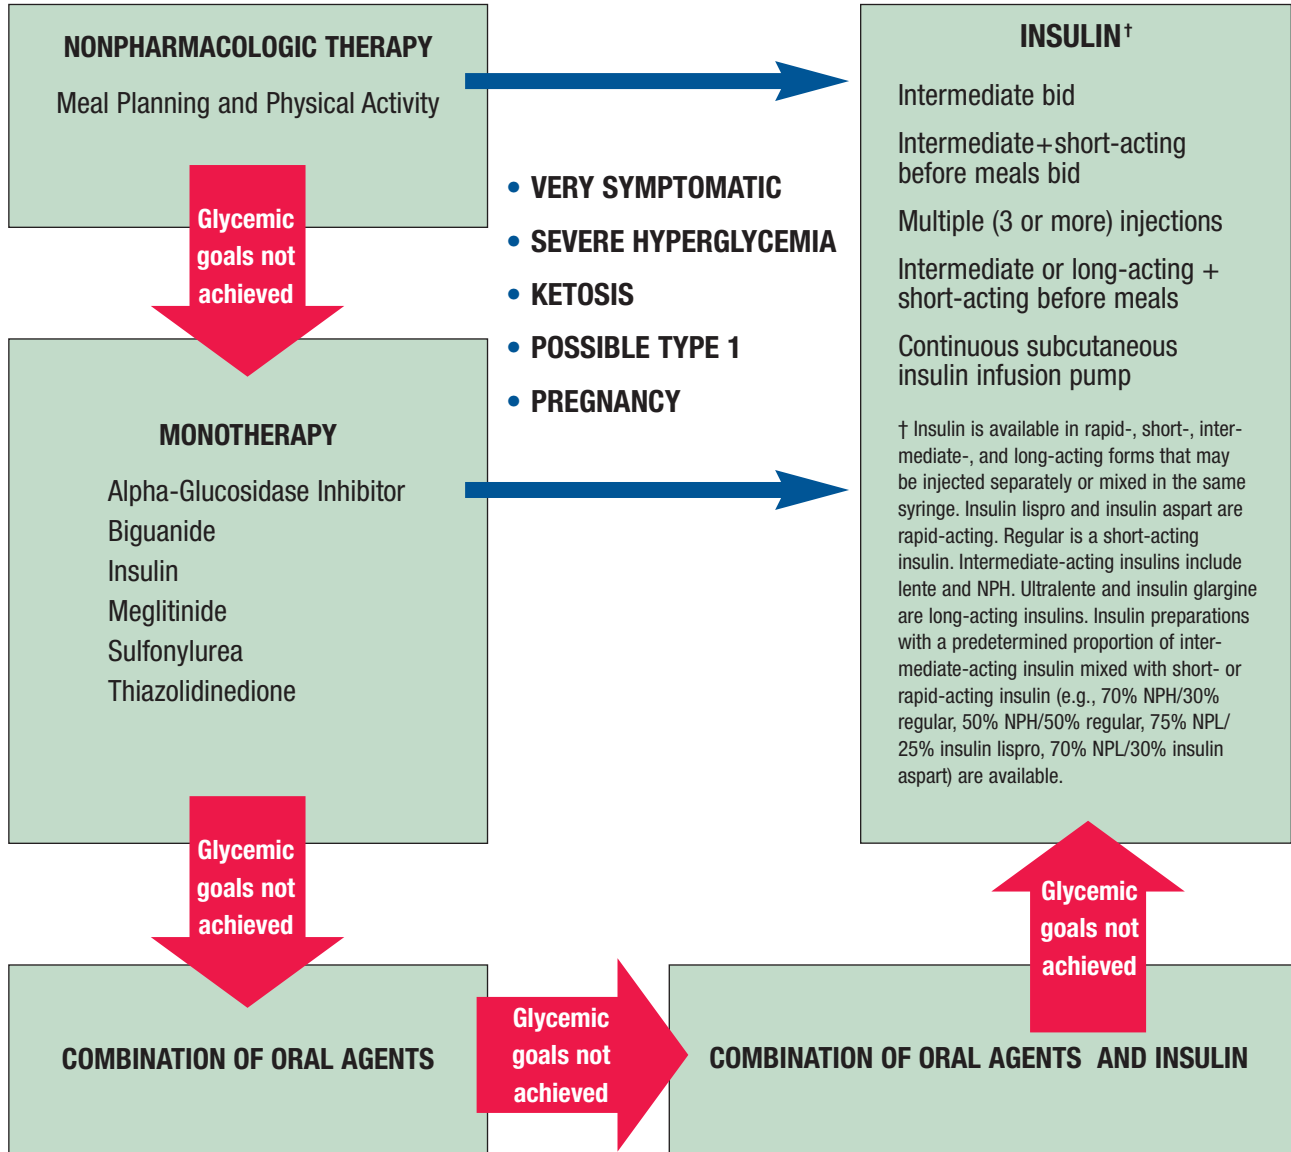 NONPHARMACOLOGIC THERAPY
Meal Planning and Physical Activity
Glycemic
goals not
achieved
• VERY SYMPTOMATIC
• SEVERE HYPERGLYCEMIA
• KETOSIS
• POSSIBLE TYPE 1
• PREGNANCY
MONOTHERAPY
Alpha-Glucosidase Inhibitor
Biguanide
Insulin
Meglitinide
Sulfonylurea
Thiazolidinedione
Glycemic
goals not
achieved
COMBINATION OF ORAL AGENTS
Glycemic
goals not
achieved
COMBINATION OF ORAL AGENTS AND INSULIN
Glycemic
goals not
achieved
INSULIN†
Intermediate bid
Intermediate+short-acting
before meals bid
Multiple (3 or more) injections
Intermediate or long-acting +
short-acting before meals
Continuous subcutaneous
insulin infusion pump
† Insulin is available in rapid-, short-, inter-
mediate-, and long-acting forms that may
be injected separately or mixed in the same
syringe. Insulin lispro and insulin aspart are
rapid-acting. Regular is a short-acting
insulin. Intermediate-acting insulins include
lente and NPH. Ultralente and insulin glargine
are long-acting insulins. Insulin preparations
with a predetermined proportion of inter-
mediate-acting insulin mixed with short- or
rapid-acting insulin (e.g., 70% NPH/30%
regular, 50% NPH/50% regular, 75% NPL/
25% insulin lispro, 70% NPL/30% insulin
aspart) are available.